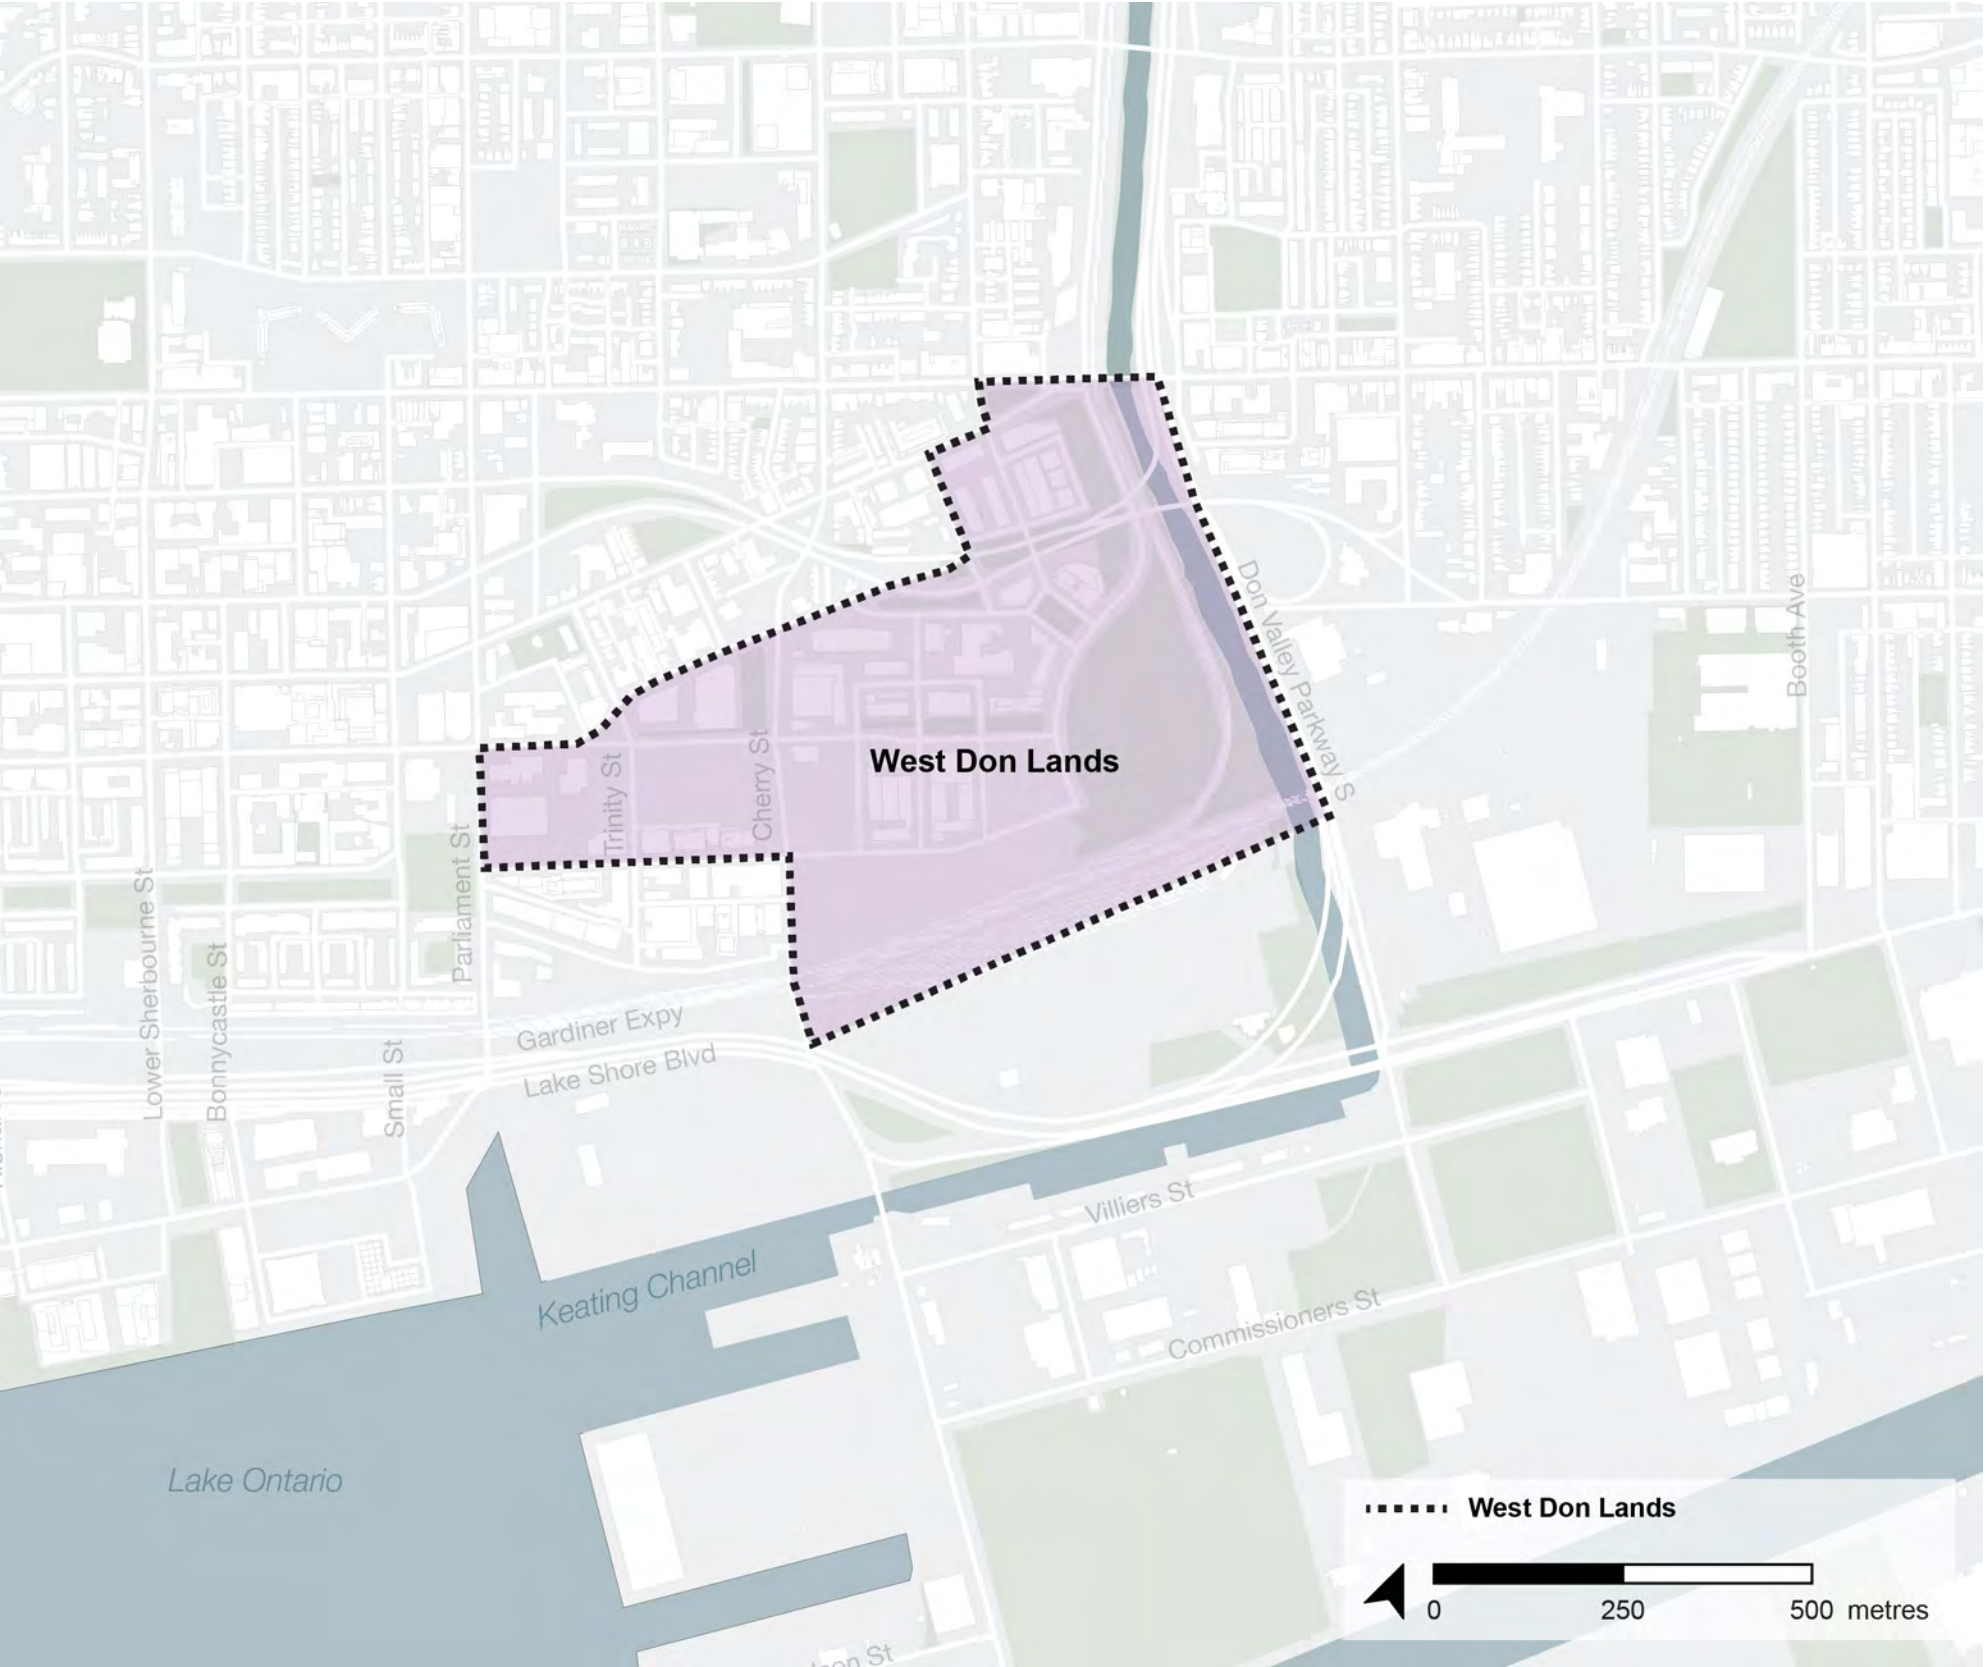 Don Valley Parkway S
Booth Ave
West Don Lands
Trinity St
Cherry St
Parliament St
Lower Sherbourne St
Bonnycastle St
Small St
Gardiner Expy
Lake Shore Blvd
Villiers St
Keating Channel
Commissioners St
Lake Ontario
West Don Lands
0 250 500 metres
St